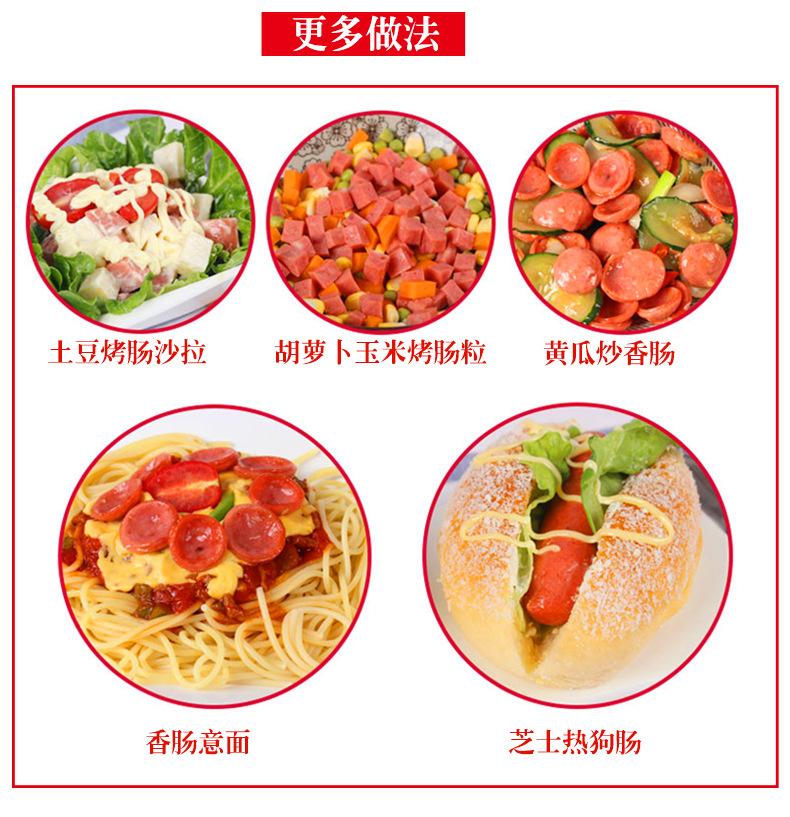 更多做法
土豆烤肠沙拉
胡萝卜玉米烤肠粒
黄瓜炒香肠
香肠意面
芝士热狗肠